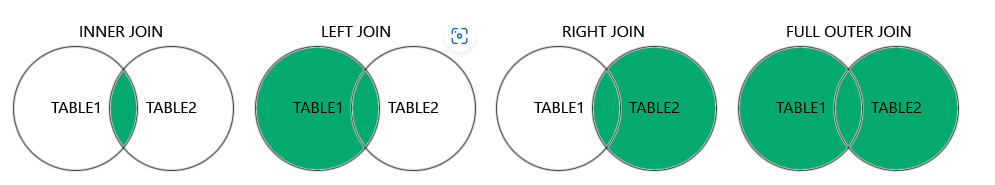 INNER JOIN
TABLE1 TABLE2
LEFT JOIN
TABLE1 TABLE2
RIGHT JOIN
TABLE1 TABLE2
FULL OUTER JOIN
TABLE1 TABLE2